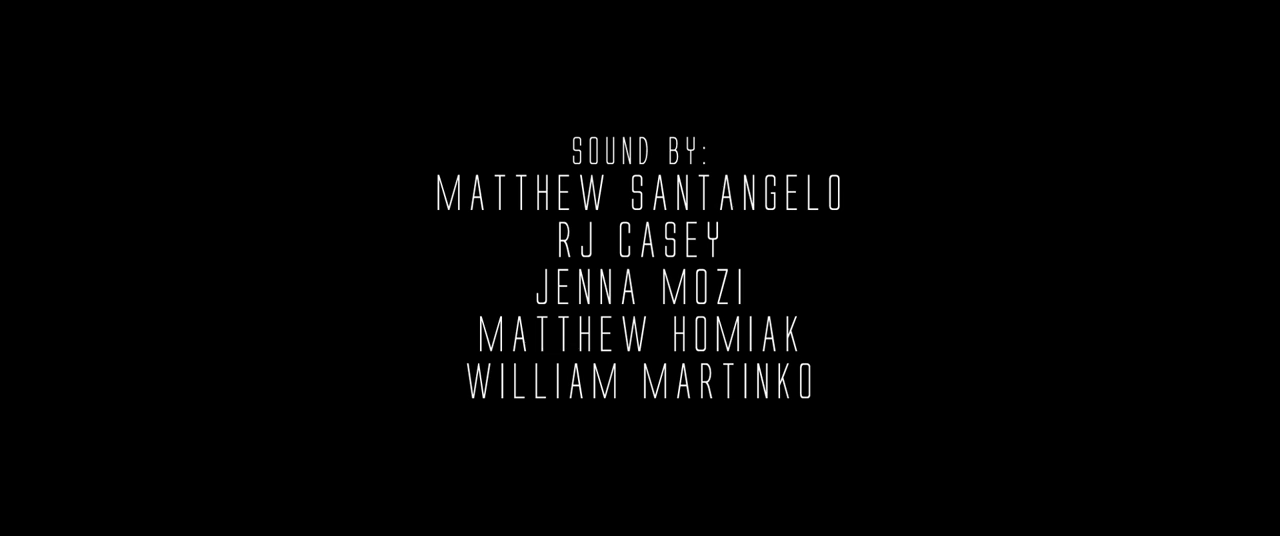 SOUND BY:
MATTHEW SANTANGELO
RJ CASEY
JENNA MOZI
MATTHEW HOMIAK
WILLIAM MARTINKO